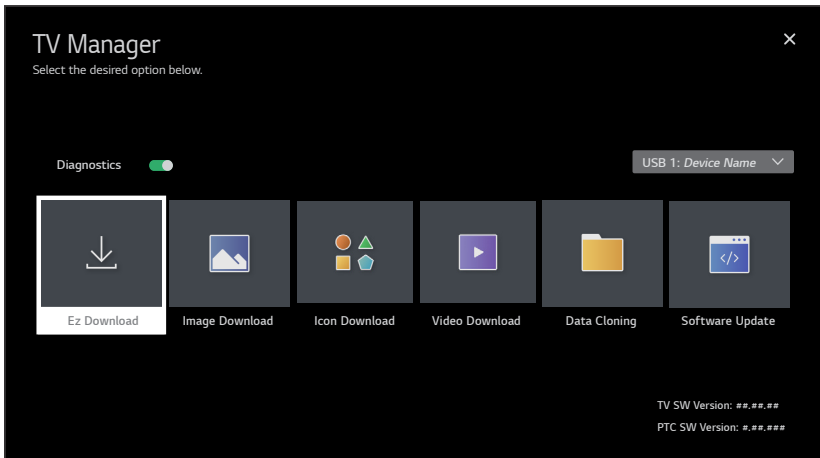 TV Manager
Select the desired option below.
Diagnostics
USB 1: Device Name
Ez Download
Image Download
Icon Download
Video Download
Data Cloning
Software Update
TV SW Version: ##.##.##
PTC SW Version: #.##.###